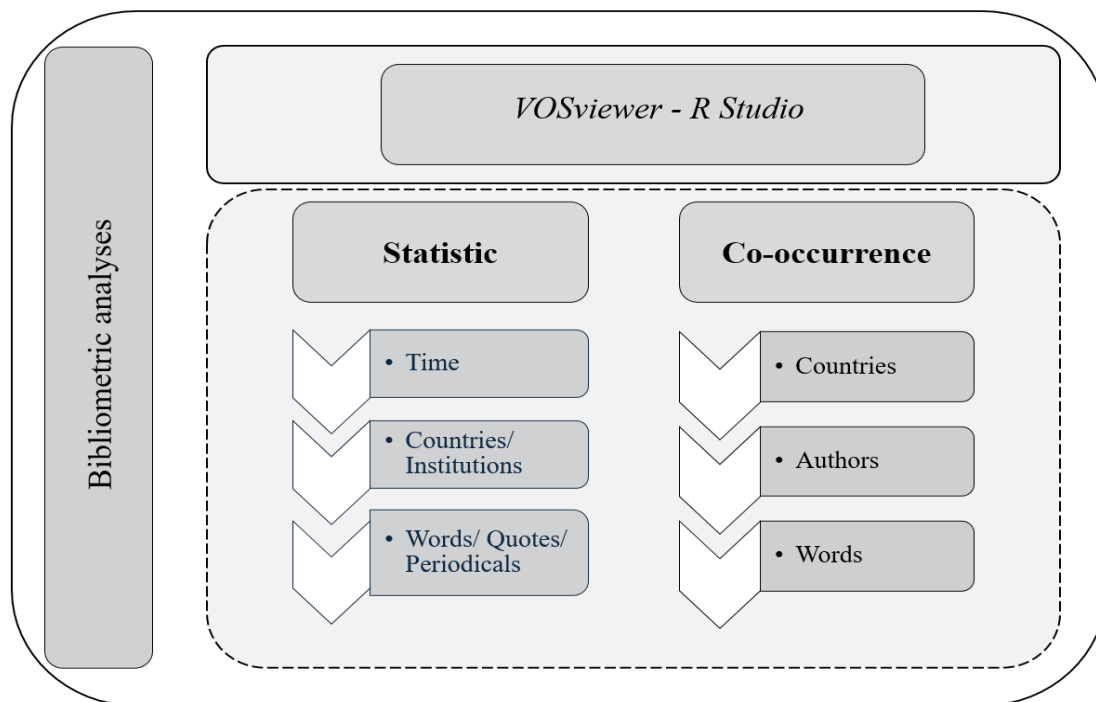 Bibliometric analyses
VOSviewer - R Studio
Statistic
• Time
• Countries/
Institutions
• Words/ Quotes/
Periodicals
Co-occurrence
• Countries
• Authors
• Words